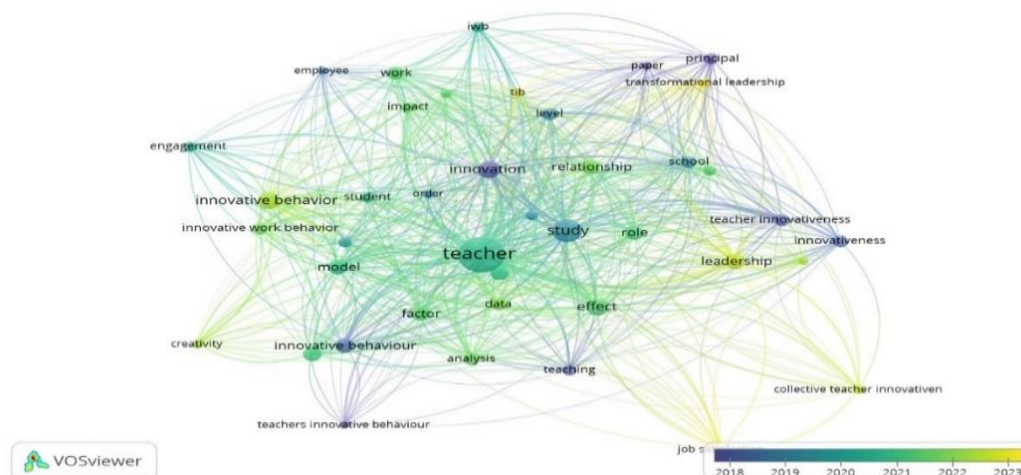 iwb
principal
paper
employee
work
transformational leadership
tib
impact
level
engagement
innovation
relationship
school
innovative behavior
student
order
teacher innovativeness
innovative work behavior
study
role
innovativeness
teacher
leadership
model
data
effect
factor
creativity
innovative behaviour
analysis
teaching
collective teacher innovativen
teachers innovative behaviour
job
VOSviewer
2018 2019 2020 2021 2022 2023